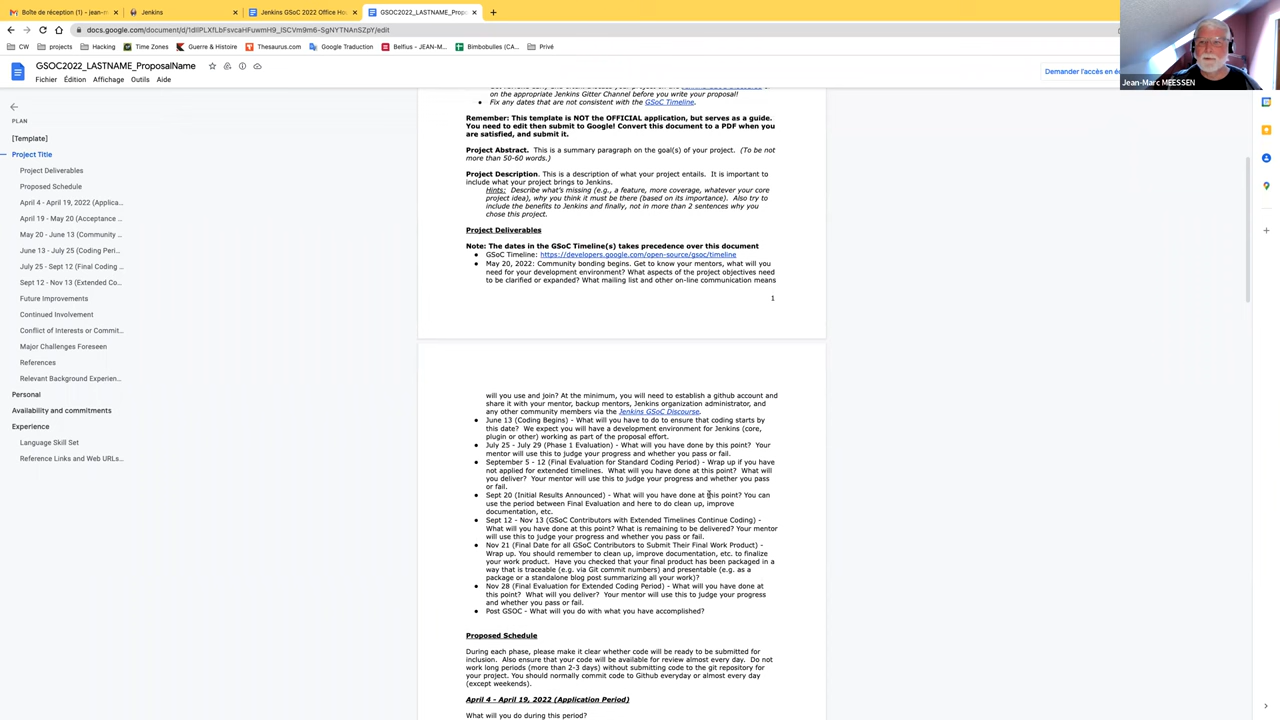 Boîte de réception (1) - jean-m
Jenkins
Jenkins GSoC 2022 Office Ho
GSOC2022_LASTNAME_Propo
docs.google.com/document/d/1dIlPLXfLbFsvcaHFuwmH9_ISCVm9m6-SgNYTNAnSZpY/edit
CW
projects
Hacking
Time Zones
Guerre & Histoire
Thesaurus.com
Google Traduction
Belfius - JEAN-M...
Bimbobulles (CA...
Privé
GSOC2022_LASTNAME_ProposalName
Fichier Édition Affichage Outils Aide
Demander l'accès en éc
Jean-Marc MEESSEN
PLAN
[Template]
Project Title
Project Deliverables
Proposed Schedule
April 4 - April 19, 2022 (Applica...
April 19 - May 20 (Acceptance ...
May 20 - June 13 (Community ...
June 13 - July 25 (Coding Peri...
July 25 - Sept 12 (Final Coding ...
Sept 12 - Nov 13 (Extended Co...
Future Improvements
Continued Involvement
Conflict of Interests or Commit...
Major Challenges Foreseen
References
Relevant Background Experien...
Personal
Availability and commitments
Experience
Language Skill Set
Reference Links and Web URLs...
on the appropriate Jenkins Gitter Channel before you write your proposal!
Fix any dates that are not consistent with the GSoC Timeline.
Remember: This template is NOT the OFFICIAL application, but serves as a guide.
You need to edit then submit to Google! Convert this document to a PDF when you
are satisfied, and submit it.
Project Abstract. This is a summary paragraph on the goal(s) of your project. (To be not
more than 50-60 words.)
Project Description. This is a description of what your project entails. It is important to
include what your project brings to Jenkins.
Hints: Describe what's missing (e.g., a feature, more coverage, whatever your core
project idea), why you think it must be there (based on its importance). Also try to
include the benefits to Jenkins and finally, not in more than 2 sentences why you
chose this project.
Project Deliverables
Note: The dates in the GSoC Timeline(s) takes precedence over this document
GSoC Timeline: https://developers.google.com/open-source/gsoc/timeline
May 20, 2022: Community bonding begins. Get to know your mentors, what will you
need for your development environment? What aspects of the project objectives need
to be clarified or expanded? What mailing list and other on-line communication means
1
will you use and join? At the minimum, you will need to establish a github account and
share it with your mentor, backup mentors, Jenkins organization administrator, and
any other community members via the Jenkins GSoC Discourse.
June 13 (Coding Begins) - What will you have to do to ensure that coding starts by
this date? We expect you will have a development environment for Jenkins (core,
plugin or other) working as part of the proposal effort.
July 25 - July 29 (Phase 1 Evaluation) - What will you have done by this point? Your
mentor will use this to judge your progress and whether you pass or fail.
September 5 - 12 (Final Evaluation for Standard Coding Period) - Wrap up if you have
not applied for extended timelines. What will you have done at this point? What will
you deliver? Your mentor will use this to judge your progress and whether you pass
or fail.
Sept 20 (Initial Results Announced) - What will you have done at this point? You can
use the period between Final Evaluation and here to do clean up, improve
documentation, etc.
Sept 12 - Nov 13 (GSoC Contributors with Extended Timelines Continue Coding) -
What will you have done at this point? What is remaining to be delivered? Your mentor
will use this to judge your progress and whether you pass or fail.
Nov 21 (Final Date for all GSoC Contributors to Submit Their Final Work Product) -
Wrap up. You should remember to clean up, improve documentation, etc. to finalize
your work product. Have you checked that your final product has been packaged in a
way that is traceable (e.g. via Git commit numbers) and presentable (e.g. as a
package or a standalone blog post summarizing all your work)?
Nov 28 (Final Evaluation for Extended Coding Period) - What will you have done at
this point? What will you deliver? Your mentor will use this to judge your progress
and whether you pass or fail.
Post GSOC - What will you do with what you have accomplished?
Proposed Schedule
During each phase, please make it clear whether code will be ready to be submitted for
inclusion. Also ensure that your code will be available for review almost every day. Do not
work long periods (more than 2-3 days) without submitting code to the git repository for
your project. You should normally commit code to Github everyday or almost every day
(except weekends).
April 4 - April 19, 2022 (Application Period)
What will you do during this period?